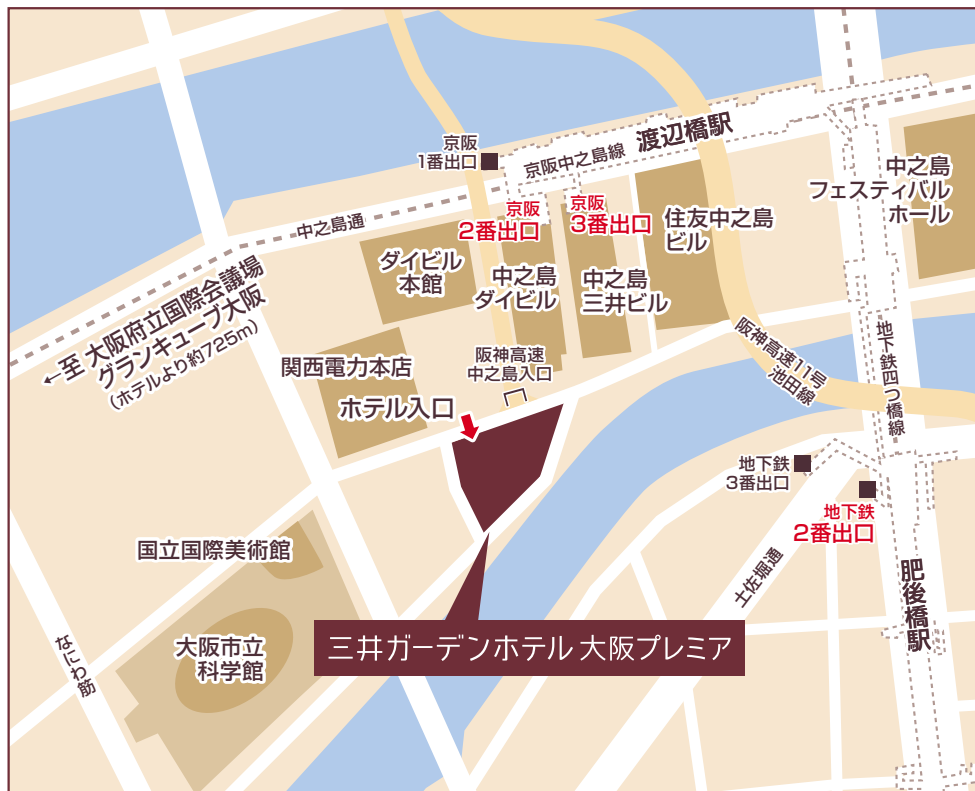 京阪
1番出口
京阪中之島線
渡辺橋駅
中之島
フェスティバル
ホール
京阪
2番出口
京阪
3番出口
住友中之島
ビル
中之島通
ダイビル
本館
中之島
ダイビル
中之島
三井ビル
←至 大阪府立国際会議場
グランキューブ大阪
(ホテルより約725m)
関西電力本店
阪神高速
中之島入口
阪神高速11号
池田線
地下鉄四つ橋線
ホテル入口
地下鉄
3番出口
地下鉄
2番出口
国立国際美術館
土佐堀通
肥後橋駅
大阪市立
科学館
なにわ筋
三井ガーデンホテル 大阪プレミア